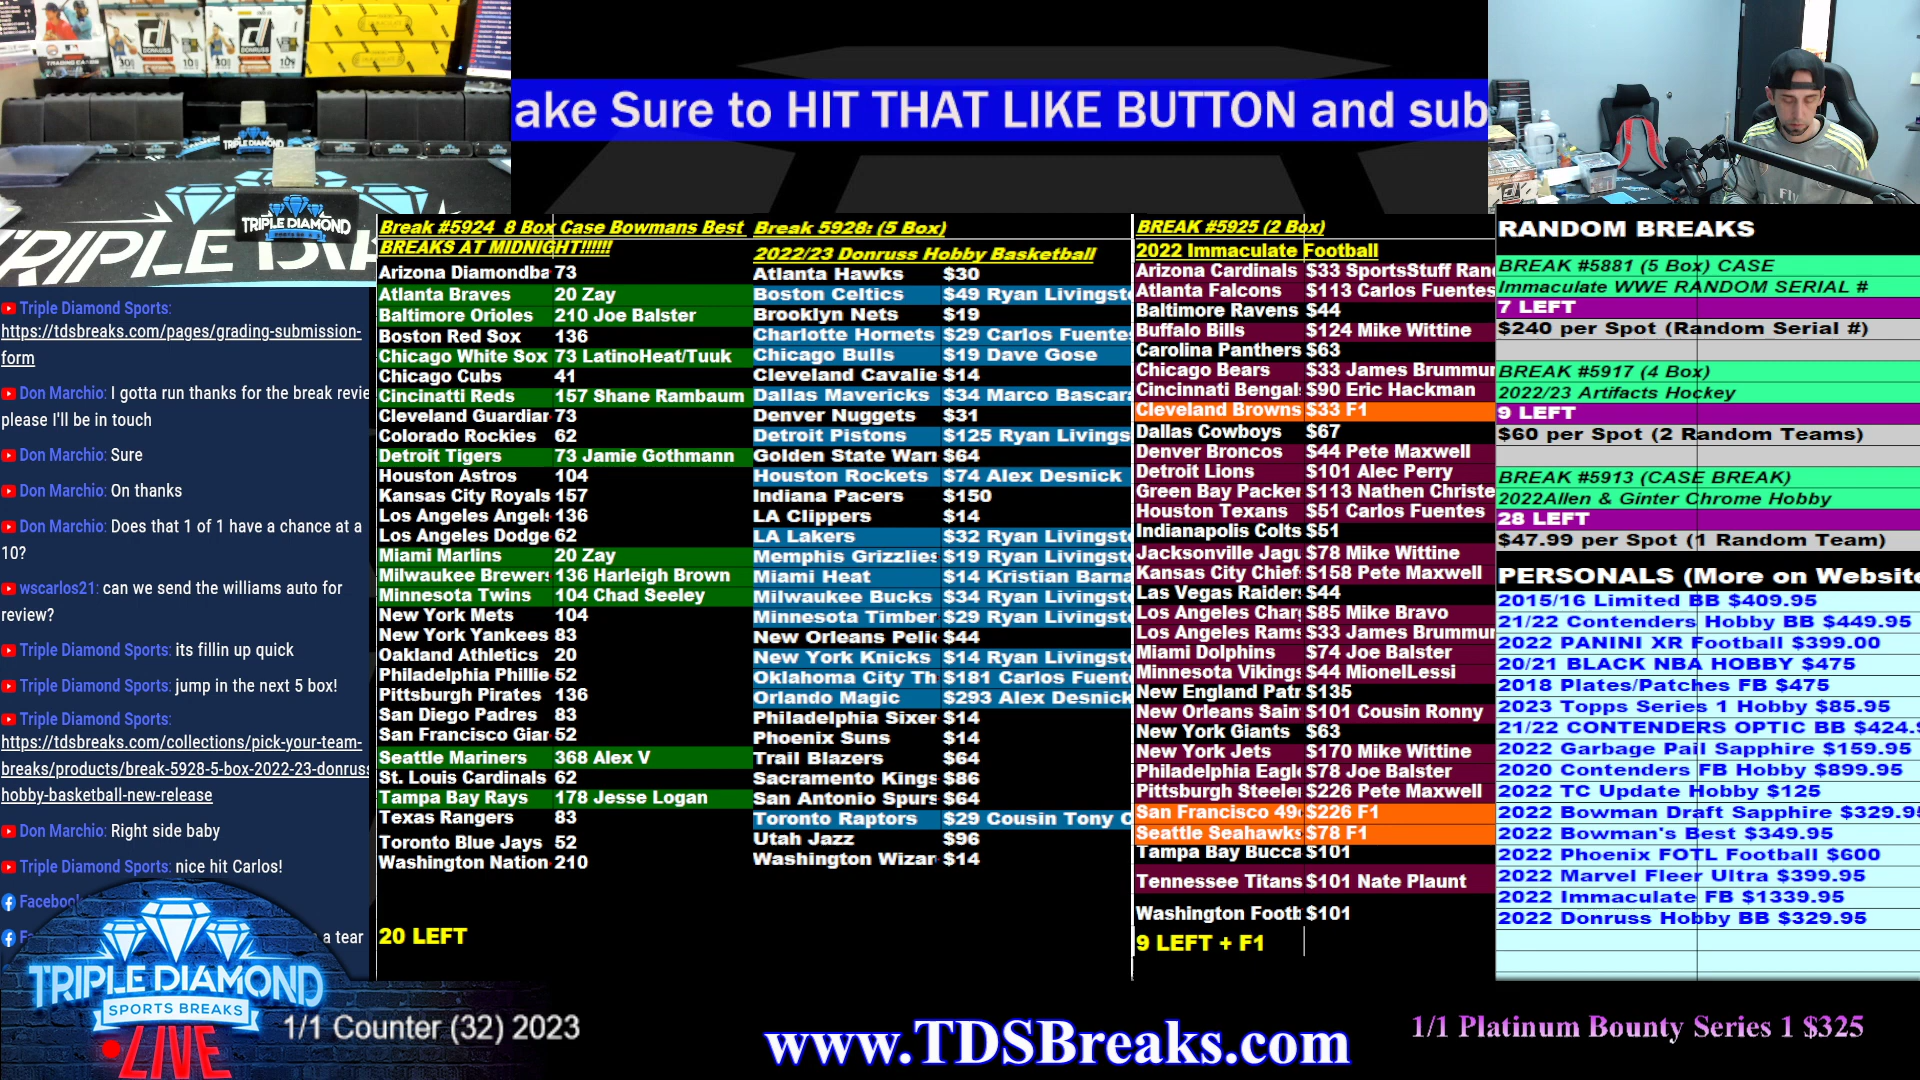 ake Sure to HIT THAT LIKE BUTTON and sub
TRIPLE DIAMOND
TRIPLE DIAMOND
Triple Diamond Sports:
https://tdsbreaks.com/pages/grading-submission-
form
Don Marchio: I gotta run thanks for the break revie
please I'll be in touch
Don Marchio: Sure
Don Marchio: On thanks
Don Marchio: Does that 1 of 1 have a chance at a
10?
wscarlos21: can we send the williams auto for
review?
Triple Diamond Sports: its fillin up quick
Triple Diamond Sports: jump in the next 5 box!
Triple Diamond Sports:
https://tdsbreaks.com/collections/pick-your-team-
breaks/products/break-5928-5-box-2022-23-donruss
hobby-basketball-new-release
Don Marchio: Right side baby
Triple Diamond Sports: nice hit Carlos!
a tear
TRIPLE DIAMOND
SPORTS BREAKS
LIVE
1/1 Counter (32) 2023
Break #5924 8 Box Case Bowmans Best
BREAKS AT MIDNIGHT!!!!!!
Arizona Diamondba 73
Atlanta Braves 20 Zay
Baltimore Orioles 210 Joe Balster
Boston Red Sox 136
Chicago White Sox 73 LatinoHeat/Tuuk
Chicago Cubs 41
Cincinatti Reds 157 Shane Rambaum
Cleveland Guardiar 73
Colorado Rockies 62
Detroit Tigers 73 Jamie Gothmann
Houston Astros 104
Kansas City Royals 157
Los Angeles Angel: 136
Los Angeles Dodge 62
Miami Marlins 20 Zay
Milwaukee Brewers 136 Harleigh Brown
Minnesota Twins 104 Chad Seeley
New York Mets 104
New York Yankees 83
Oakland Athletics 20
Philadelphia Phillie 52
Pittsburgh Pirates 136
San Diego Padres 83
San Francisco Giar 52
Seattle Mariners 368 Alex V
St. Louis Cardinals 62
Tampa Bay Rays 178 Jesse Logan
Texas Rangers 83
Toronto Blue Jays 52
Washington Nation 210
20 LEFT
Break 5928: (5 Box)
2022/23 Donruss Hobby Basketball
Atlanta Hawks $30
Boston Celtics $49 Ryan Livingst
Brooklyn Nets $19
Charlotte Hornets $29 Carlos Fuente
Chicago Bulls $19 Dave Gose
Cleveland Cavalie $14
Dallas Mavericks $34 Marco Bascar
Denver Nuggets $31
Detroit Pistons $125 Ryan Livings
Golden State Warr $64
Houston Rockets $74 Alex Desnick
Indiana Pacers $150
LA Clippers $14
LA Lakers $32 Ryan Livingst
Memphis Grizzlies $19 Ryan Livingst
Miami Heat $14 Kristian Barna
Milwaukee Bucks $34 Ryan Livingst
Minnesota Timber $29 Ryan Livingst
New Orleans Pelic $44
New York Knicks $14 Ryan Livingst
Oklahoma City Th $181 Carlos Fuent
Orlando Magic $293 Alex Desnick
Philadelphia Sixer $14
Phoenix Suns $14
Trail Blazers $64
Sacramento Kings $86
San Antonio Spurs $64
Toronto Raptors $29 Cousin Tony C
Utah Jazz $96
Washington Wizar $14
BREAK #5925 (2 Box)
2022 Immaculate Football
Arizona Cardinals $33 SportsStuff Ran
Atlanta Falcons $113 Carlos Fuentes
Baltimore Ravens $44
Buffalo Bills $124 Mike Wittine
Carolina Panthers $63
Chicago Bears $33 James Brummur
Cincinnati Bengal $90 Eric Hackman
Cleveland Browns $33 F1
Dallas Cowboys $67
Denver Broncos $44 Pete Maxwell
Detroit Lions $101 Alec Perry
Green Bay Packer $113 Nathen Christe
Houston Texans $51 Carlos Fuentes
Indianapolis Colts $51
Jacksonville Jagu $78 Mike Wittine
Kansas City Chief $158 Pete Maxwell
Las Vegas Raider $44
Los Angeles Charg $85 Mike Bravo
Los Angeles Rams $33 James Brummur
Miami Dolphins $74 Joe Balster
Minnesota Vikings $44 MionelLessi
New England Patr $135
New Orleans Sain $101 Cousin Ronny
New York Giants $63
New York Jets $170 Mike Wittine
Philadelphia Eagl $78 Joe Balster
Pittsburgh Steele $226 Pete Maxwell
San Francisco 49 $226 F1
Seattle Seahawks $78 F1
Tampa Bay Bucca $101
Tennessee Titans $101 Nate Plaunt
Washington Footb $101
9 LEFT + F1
RANDOM BREAKS
BREAK #5881 (5 Box) CASE
Immaculate WWE RANDOM SERIAL #
7 LEFT
$240 per Spot (Random Serial #)
BREAK #5917 (4 Box)
2022/23 Artifacts Hockey
9 LEFT
$60 per Spot (2 Random Teams)
BREAK #5913 (CASE BREAK)
2022Allen & Ginter Chrome Hobby
28 LEFT
$47.99 per Spot (1 Random Team)
PERSONALS (More on Website
2015/16 Limited BB $409.95
21/22 Contenders Hobby BB $449.95
2022 PANINI XR Football $399.00
20/21 BLACK NBA HOBBY $475
2018 Plates/Patches FB $475
2023 Topps Series 1 Hobby $85.95
21/22 CONTENDERS OPTIC BB $424.9
2022 Garbage Pail Sapphire $159.95
2020 Contenders FB Hobby $899.95
2022 TC Update Hobby $125
2022 Bowman Draft Sapphire $329.95
2022 Bowman's Best $349.95
2022 Phoenix FOTL Football $600
2022 Marvel Fleer Ultra $399.95
2022 Immaculate FB $1339.95
2022 Donruss Hobby BB $329.95
www.TDSBreaks.com
1/1 Platinum Bounty Series 1 $325